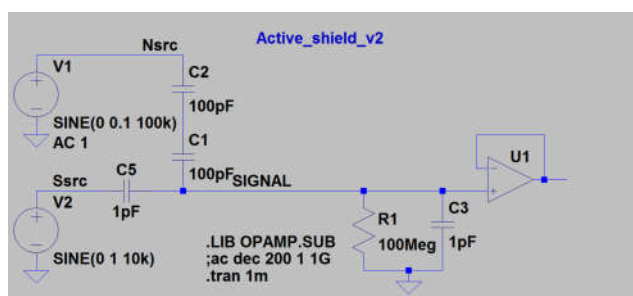 Active_shield_v2
Nsrc
V1
C2
100pF
SINE(0 0.1 100k)
AC 1
C1
100pF
Ssrc
C5
SIGNAL
U1
V2
1pF
R1
100Meg
C3
1pF
SINE(0 1 10k)
.LIB OPAMP.SUB
;ac dec 200 1 1G
.tran 1m